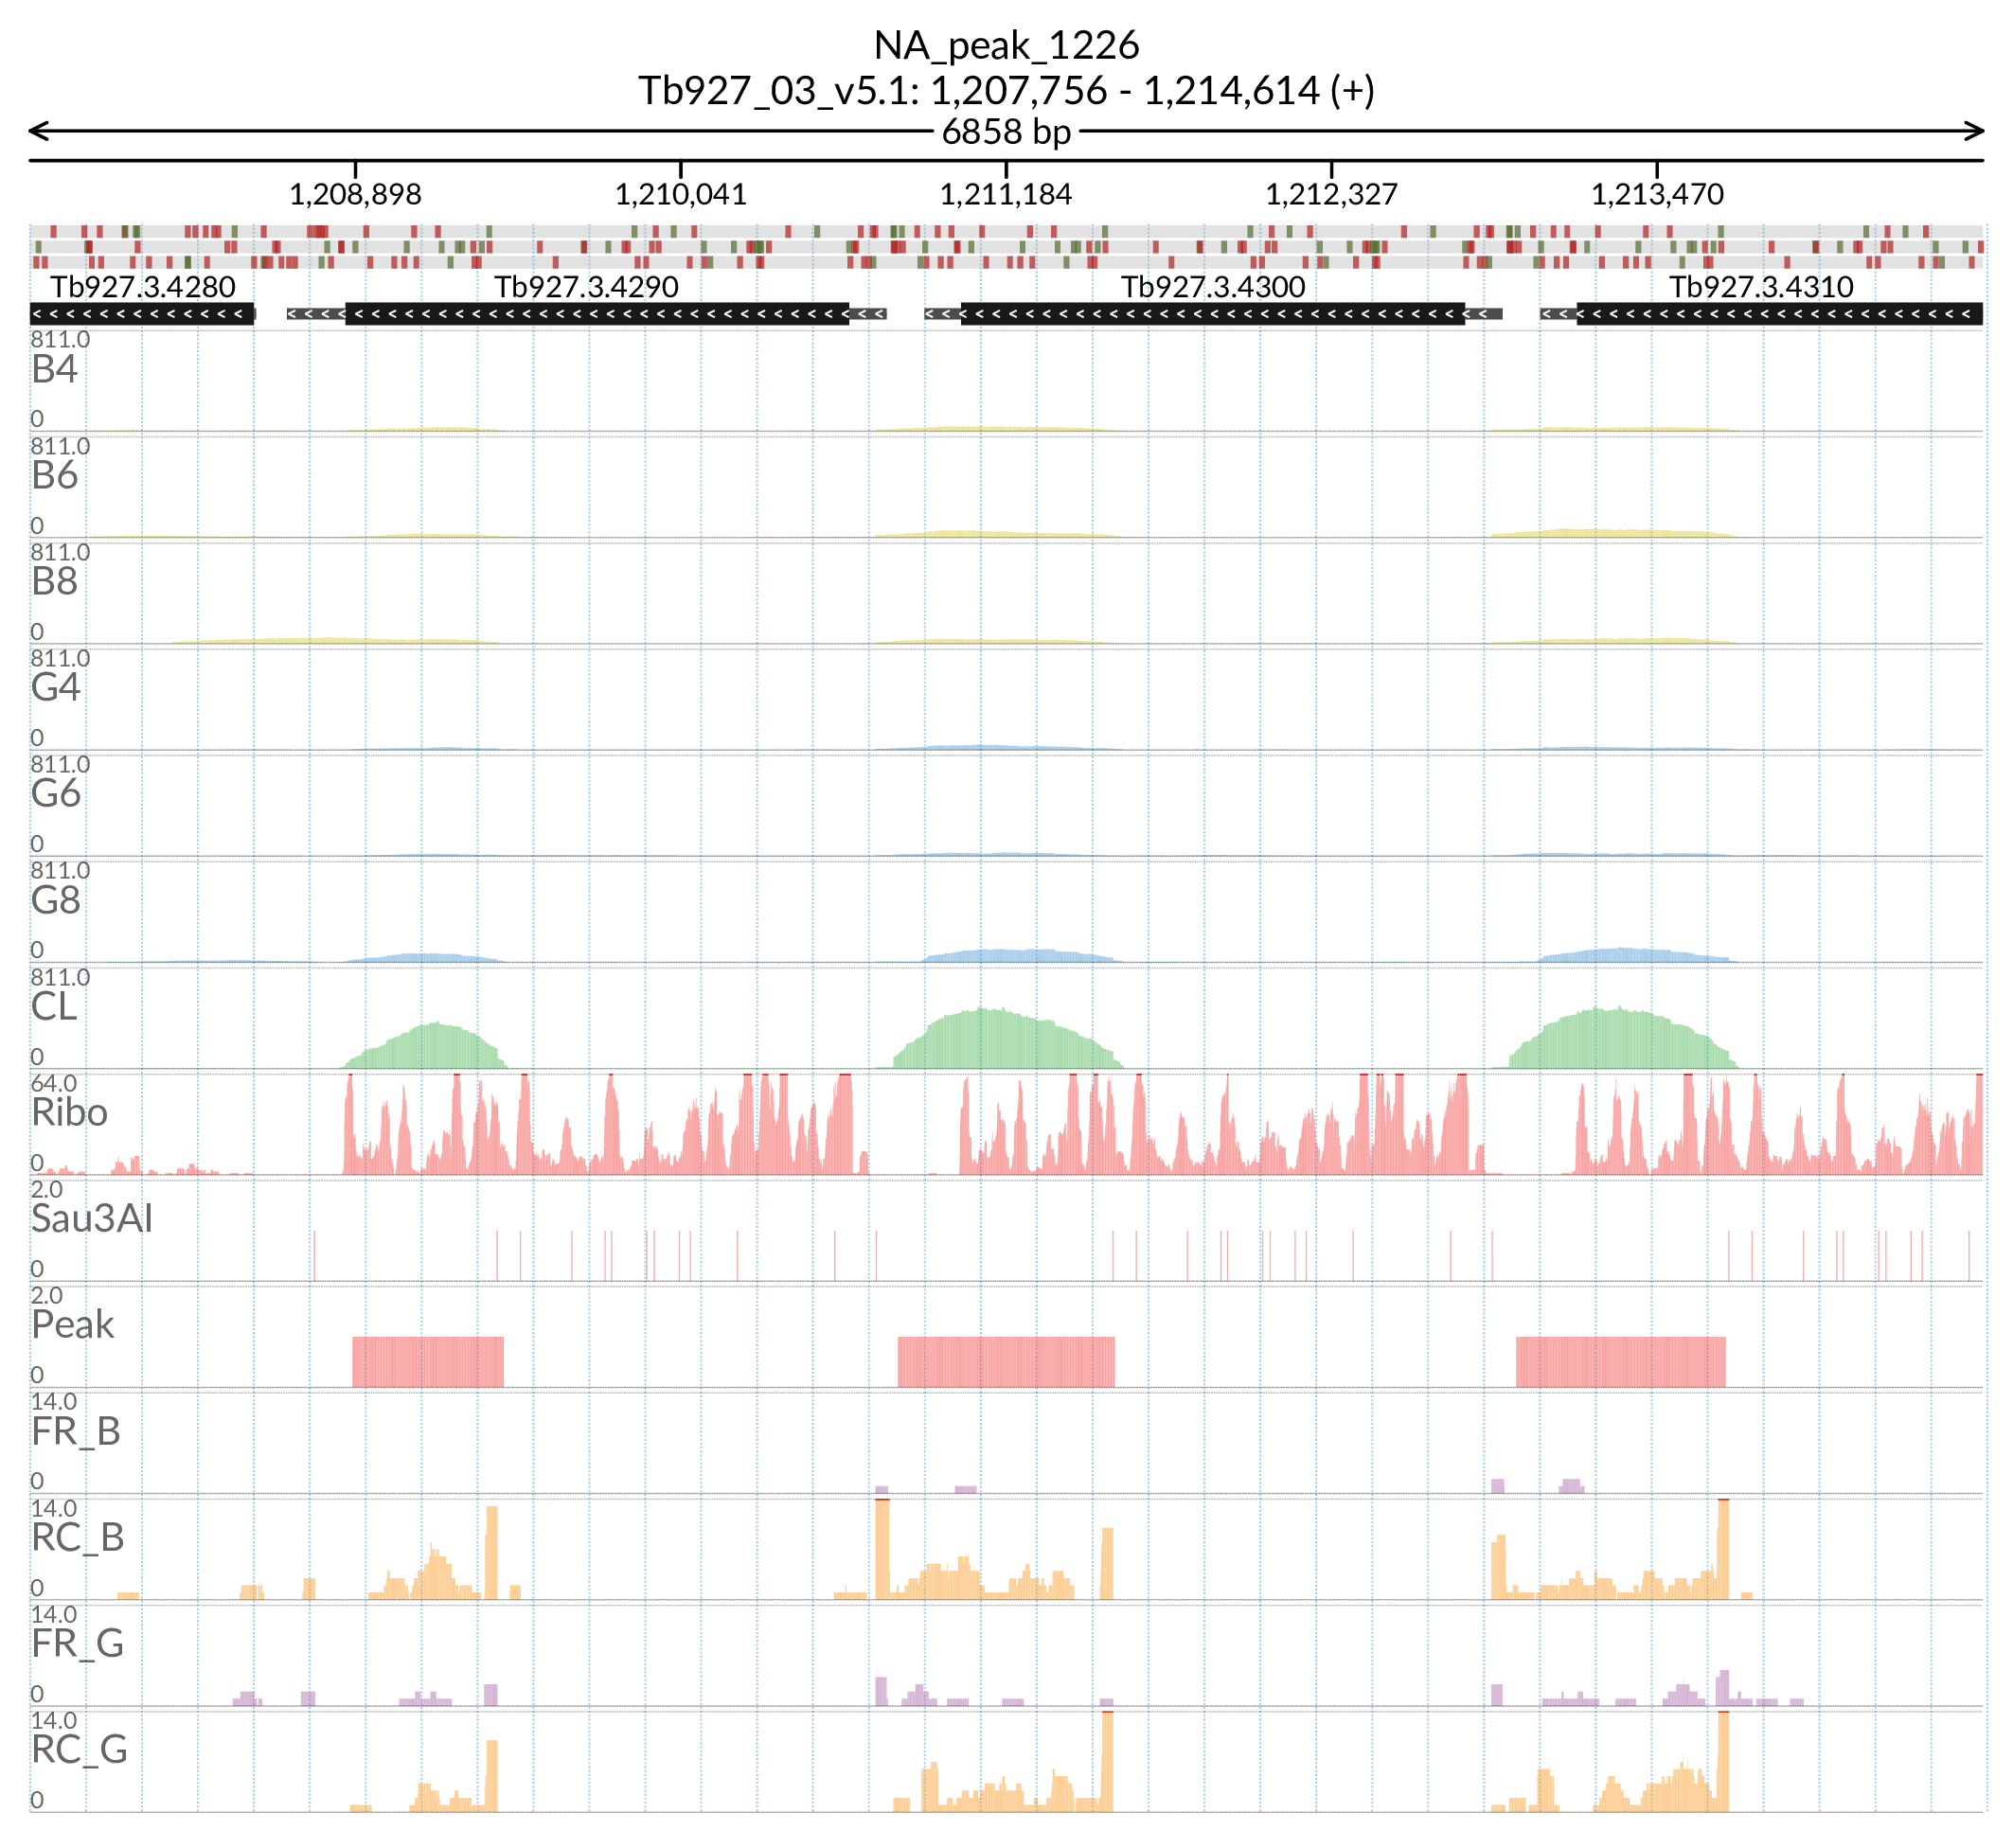 NA_peak_1226
Tb927_03_v5.1: 1,207,756 - 1,214,614 (+)
6858 bp
1,208,898 1,210,041 1,211,184 1,212,327 1,213,470
Tb927.3.4280 Tb927.3.4290 Tb927.3.4300 Tb927.3.4310
811.0
B4
0
811.0
B6
0
811.0
B8
0
811.0
G4
0
811.0
G6
0
811.0
G8
0
811.0
CL
0
64.0
Ribo
0
2.0
Sau3AI
0
2.0
Peak
0
14.0
FR_B
0
14.0
RC_B
0
14.0
FR_G
0
14.0
RC_G
0